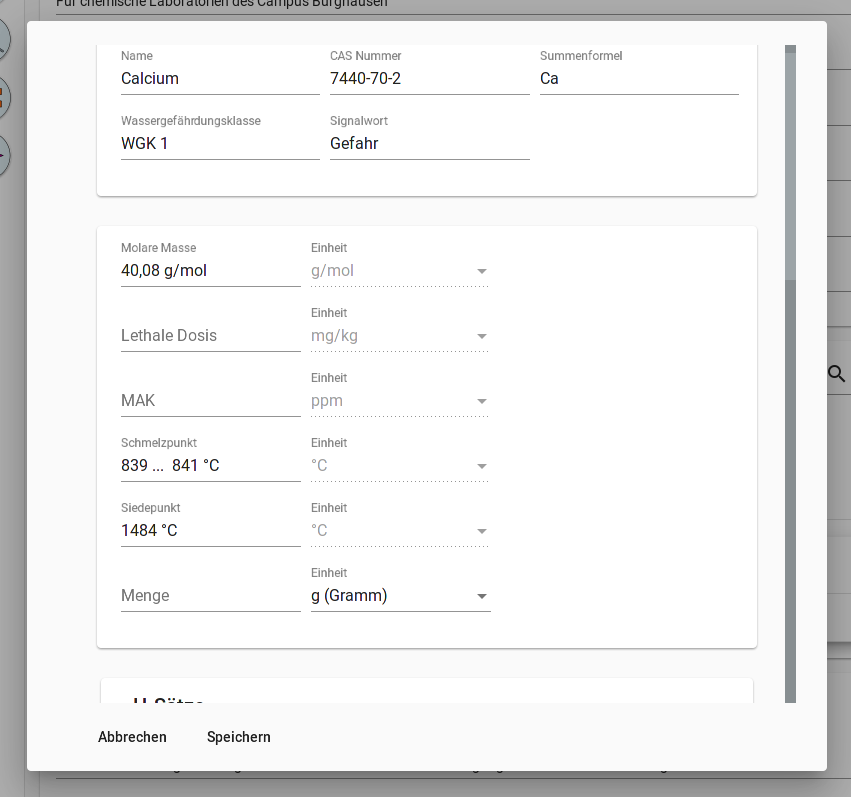 Für chemische Laboratorien des Campus Burghausen
Name CAS Nummer Summenformel
Calcium 7440-70-2 Ca
Wassergefährdungsklasse Signalwort
WGK 1 Gefahr
Molare Masse Einheit
40,08 g/mol g/mol
Einheit
Lethale Dosis mg/kg
Einheit
MAK ppm
Schmelzpunkt Einheit
839 ... 841 °C °C
Siedepunkt Einheit
1484 °C °C
Einheit
Menge g (Gramm)
H-Sätze
Abbrechen Speichern